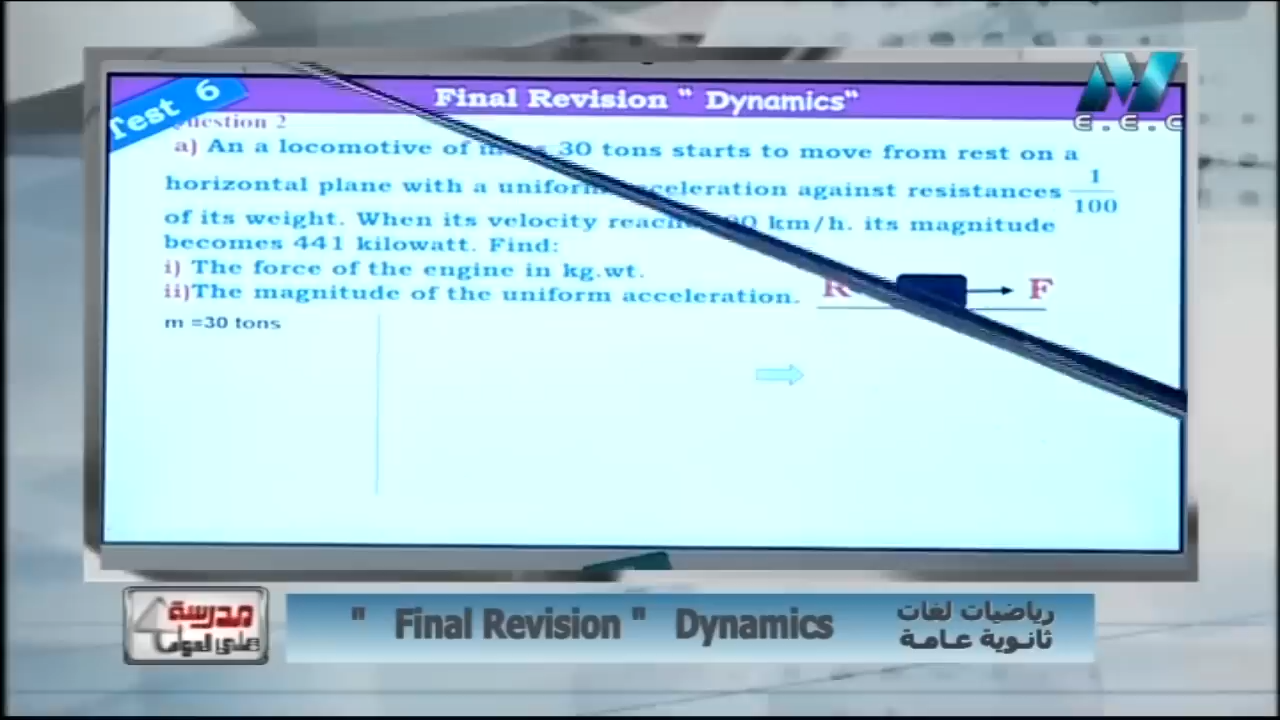 Test 6
Final Revision " Dynamics"
E.E.C
Question 2
a) An a locomotive of mass 30 tons starts to move from rest on a
horizontal plane with a uniform acceleration against resistances 1/100
of its weight. When its velocity km/h. its magnitude
becomes 441 kilowatt. Find:
i) The force of the engine in kg.wt.
ii)The magnitude of the uniform acceleration.
R F
m =30 tons
مدرسة
على الهواء
" Final Revision " Dynamics
رياضيات لغات
ثانوية عامة